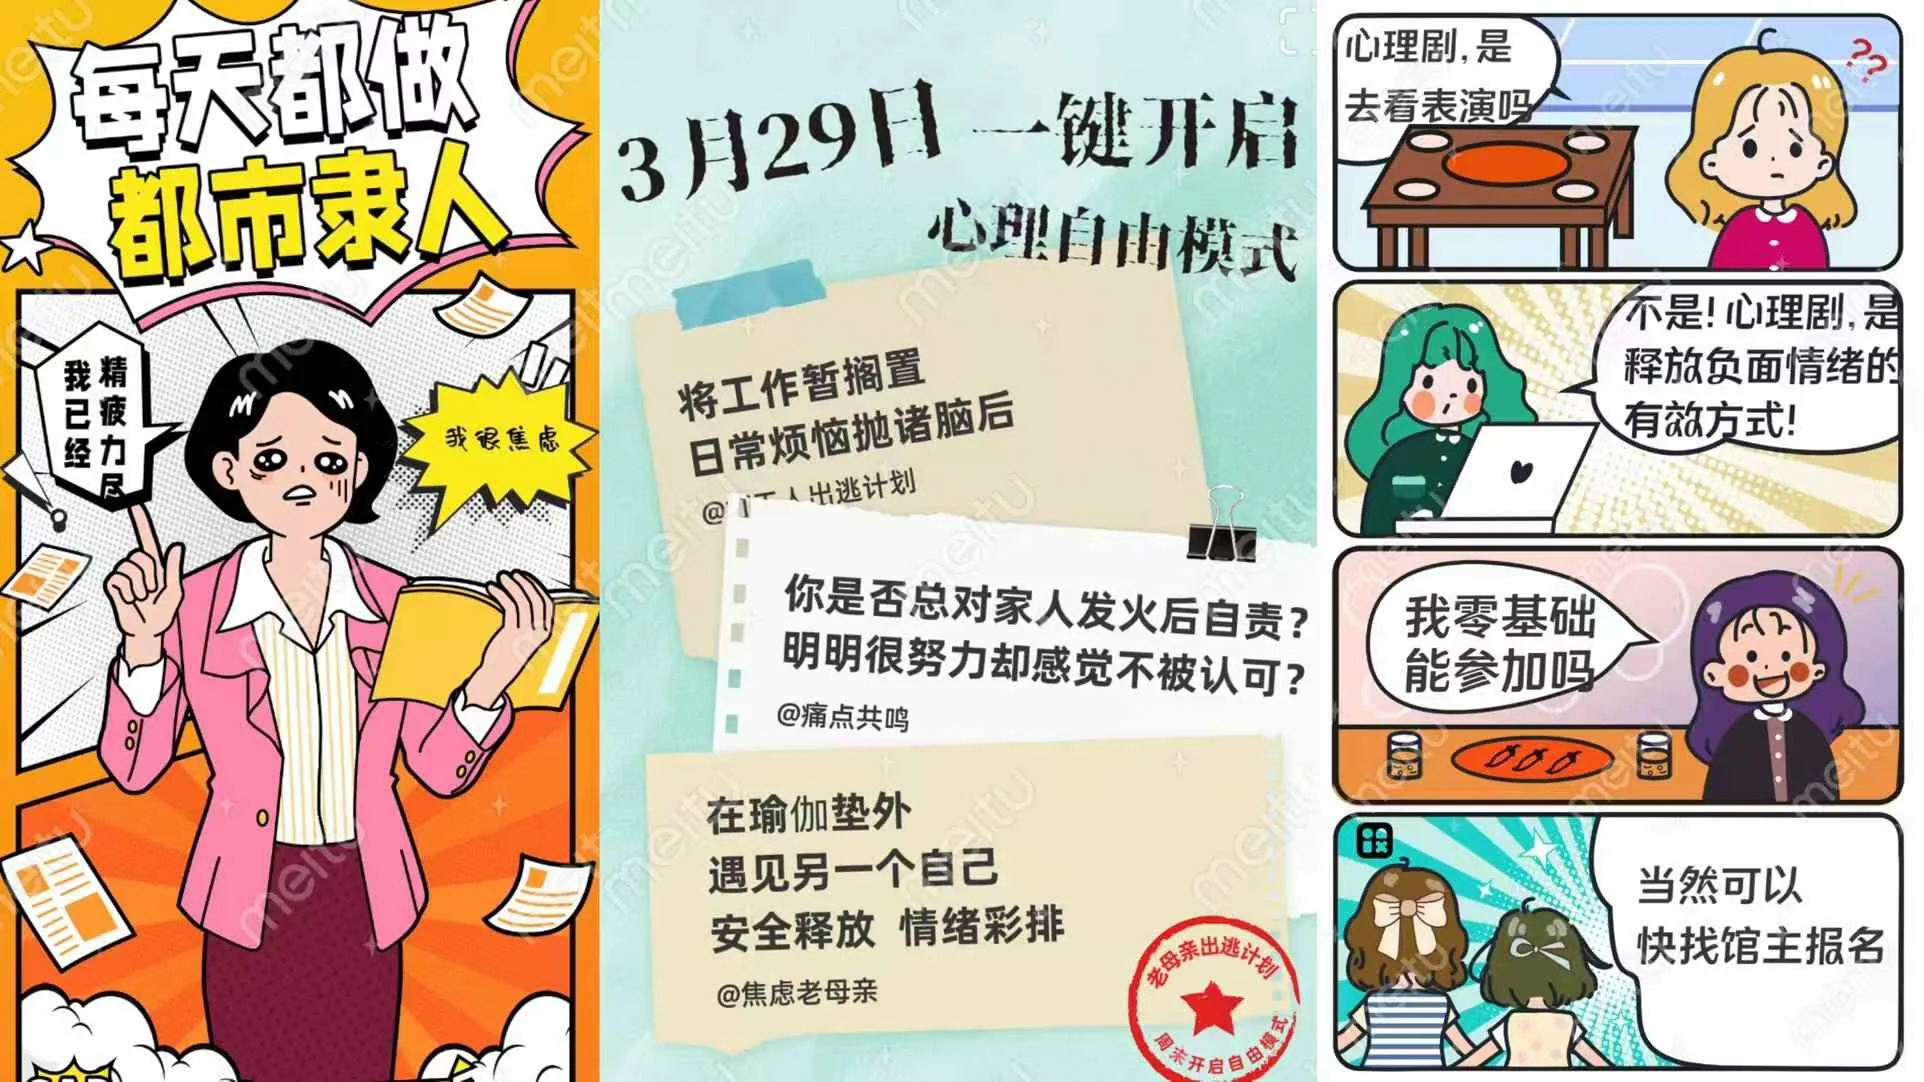 每天都做
都市隶人
我已经
精疲力尽
我很焦虑
3月29日 一键开启
心理自由模式
将工作暂搁置
日常烦恼抛诸脑后
人出逃计划
你是否总对家人发火后自责?
明明很努力却感觉不被认可?
@痛点共鸣
在瑜伽垫外
遇见另一个自己
安全释放 情绪彩排
@焦虑老母亲
老母亲出逃计划
周末开启自由模式
心理剧,是
去看表演吗
??
不是!心理剧,是
释放负面情绪的
有效方式!
我零基础
能参加吗
当然可以
快找馆主报名
meitu